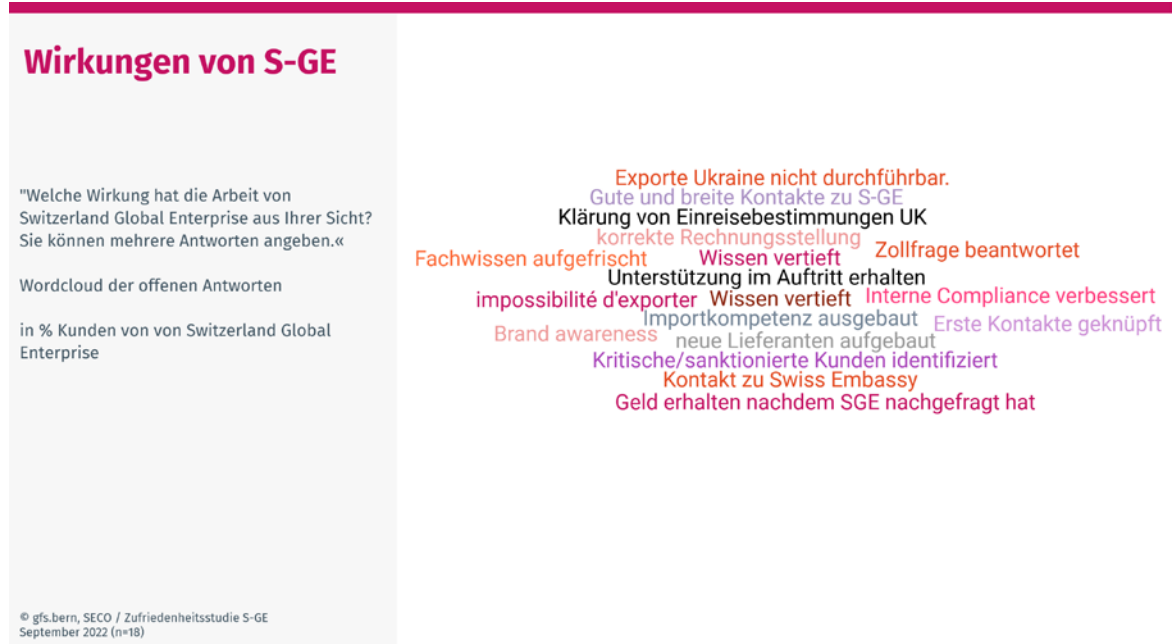 Wirkungen von S-GE
"Welche Wirkung hat die Arbeit von
Switzerland Global Enterprise aus Ihrer Sicht?
Sie können mehrere Antworten angeben.«
Wordcloud der offenen Antworten
in % Kunden von von Switzerland Global
Enterprise
Exporte Ukraine nicht durchführbar.
Gute und breite Kontakte zu S-GE
Klärung von Einreisebestimmungen UK
korrekte Rechnungsstellung
Zollfrage beantwortet
Fachwissen aufgefrischt
Wissen vertieft
Unterstützung im Auftritt erhalten
impossibilité d'exporter
Wissen vertieft
Interne Compliance verbessert
Importkompetenz ausgebaut
Erste Kontakte geknüpft
Brand awareness
neue Lieferanten aufgebaut
Kritische/sanktionierte Kunden identifiziert
Kontakt zu Swiss Embassy
Geld erhalten nachdem SGE nachgefragt hat
© gfs.bern, SECO / Zufriedenheitsstudie S-GE
September 2022 (n=18)